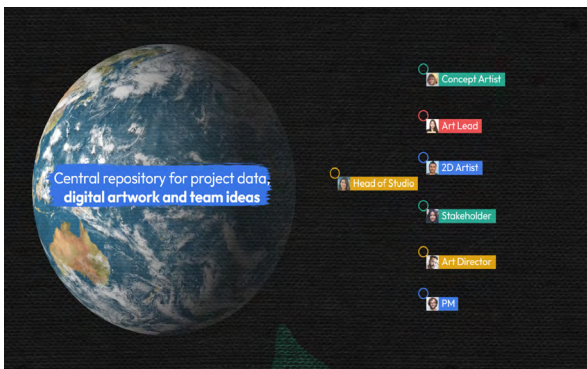 Central repository for project data,
digital artwork and team ideas
Concept Artist
Art Lead
2D Artist
Head of Studio
Stakeholder
Art Director
PM